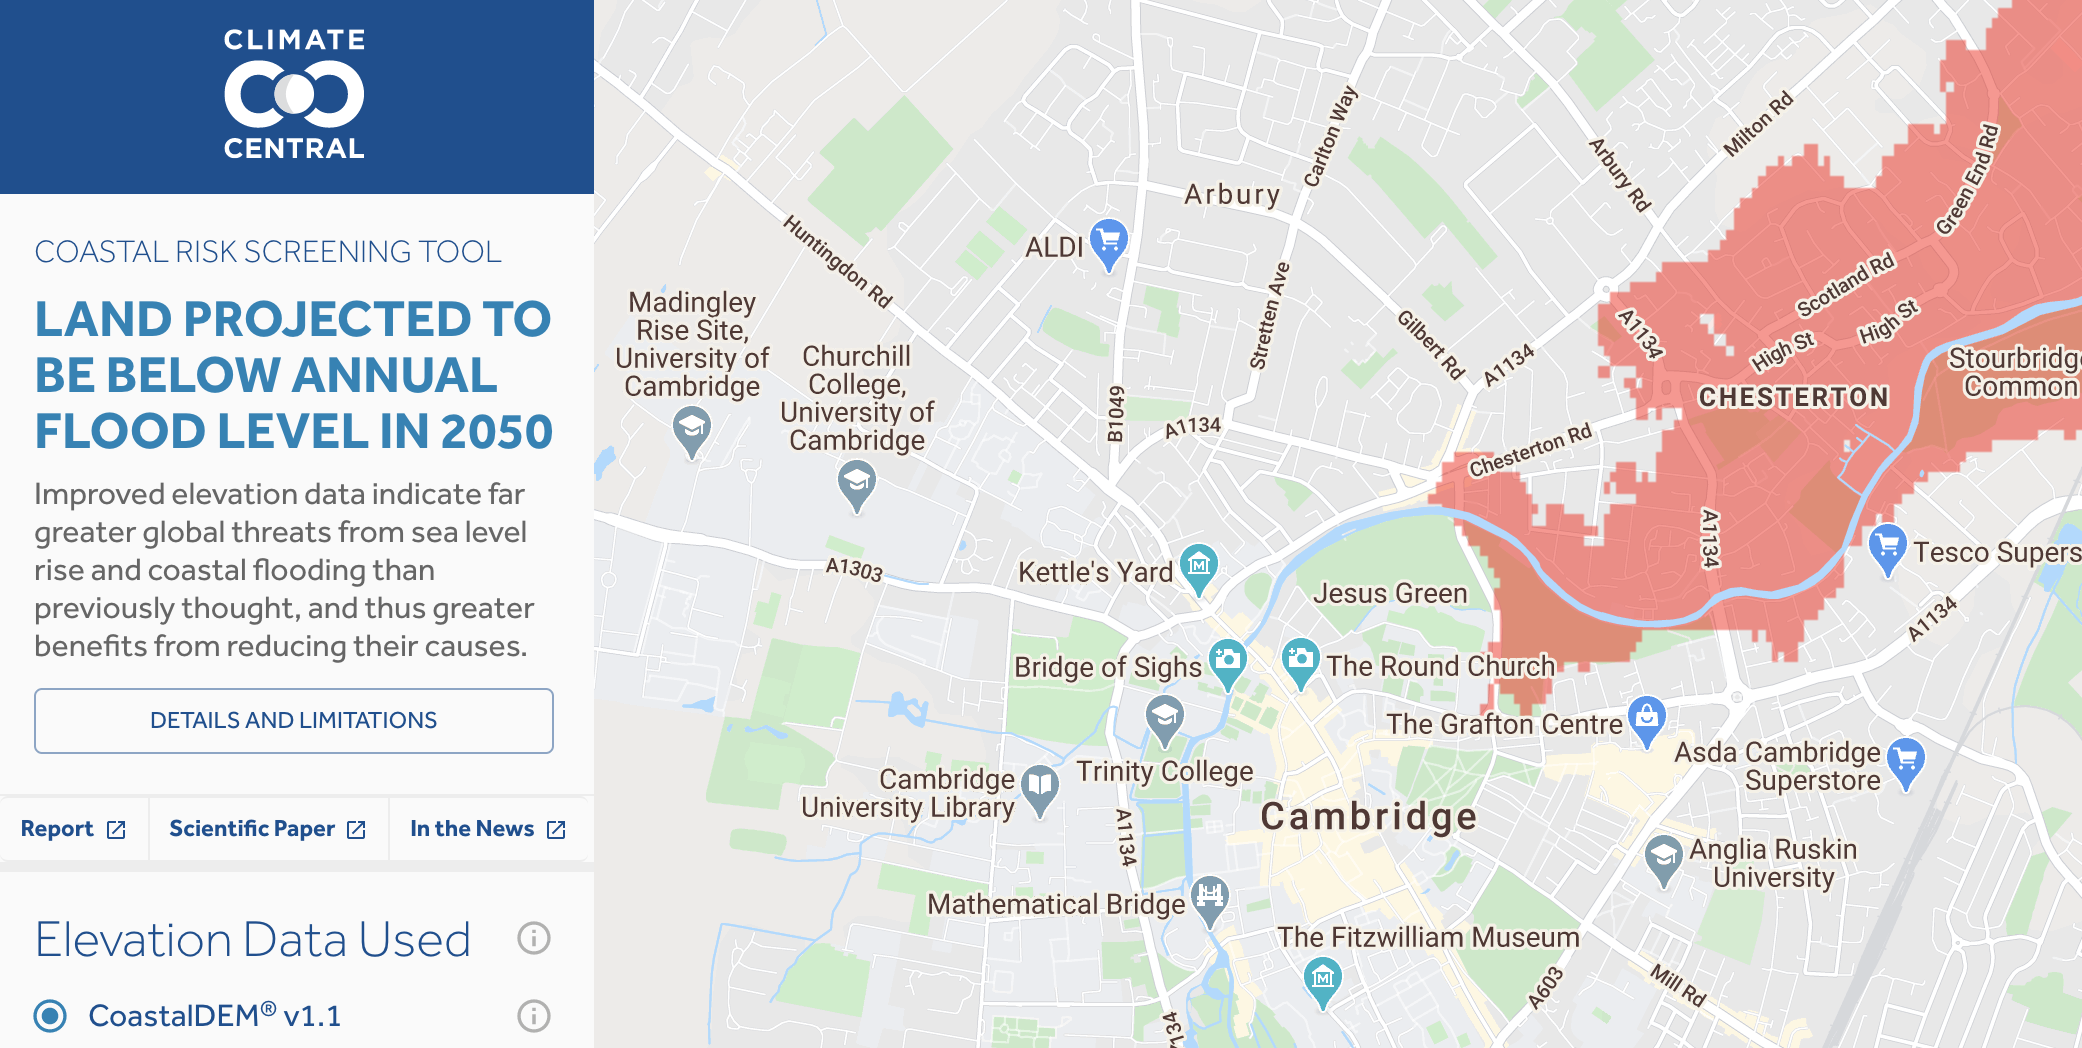 CLIMATE
CENTRAL
COASTAL RISK SCREENING TOOL
LAND PROJECTED TO
BE BELOW ANNUAL
FLOOD LEVEL IN 2050
Improved elevation data indicate far
greater global threats from sea level
rise and coastal flooding than
previously thought, and thus greater
benefits from reducing their causes.
DETAILS AND LIMITATIONS
Report
Scientific Paper
In the News
Elevation Data Used
CoastalDEM® v1.1
Milton Rd
Carlton Way
Arbury Rd
Green End Rd
Arbury
ALDI
Huntingdon Rd
Scotland Rd
Madingley
Rise Site,
University of
Cambridge
Stretten Ave
A1134
High St
High St
Gilbert Rd
A1134
Churchill
College,
University of
Cambridge
Stourbridg
Common
CHESTERTON
B1049
A1134
Chesterton Rd
A1134
Tesco Supers
Kettle's Yard
A1303
Jesus Green
A1134
Bridge of Sighs
The Round Church
The Grafton Centre
Asda Cambridge
Superstore
Trinity College
Cambridge
University Library
Cambridge
A1134
Anglia Ruskin
University
Mathematical Bridge
The Fitzwilliam Museum
A603
Mill Rd
134